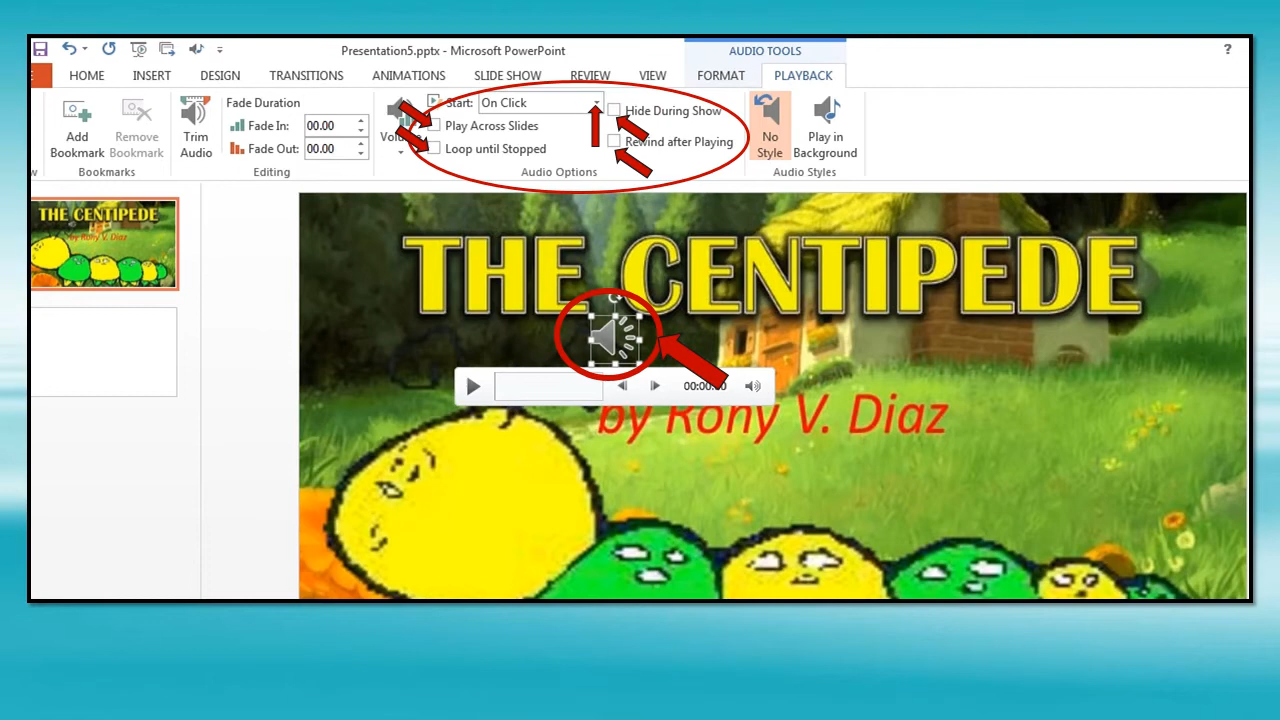 Presentation5.pptx - Microsoft PowerPoint
AUDIO TOOLS
?
HOME INSERT DESIGN TRANSITIONS ANIMATIONS SLIDE SHOW REVIEW VIEW FORMAT PLAYBACK
Add Bookmark
Remove Bookmark
Bookmarks
Trim Audio
Fade Duration
Fade In: 00.00
Fade Out: 00.00
Editing
Start: On Click
Play Across Slides
Loop until Stopped
Hide During Show
Rewind after Playing
Audio Options
No Style
Play in Background
Audio Styles
THE CENTIPEDE
by Rony V. Diaz
THE CENTIPEDE
by Rony V. Diaz